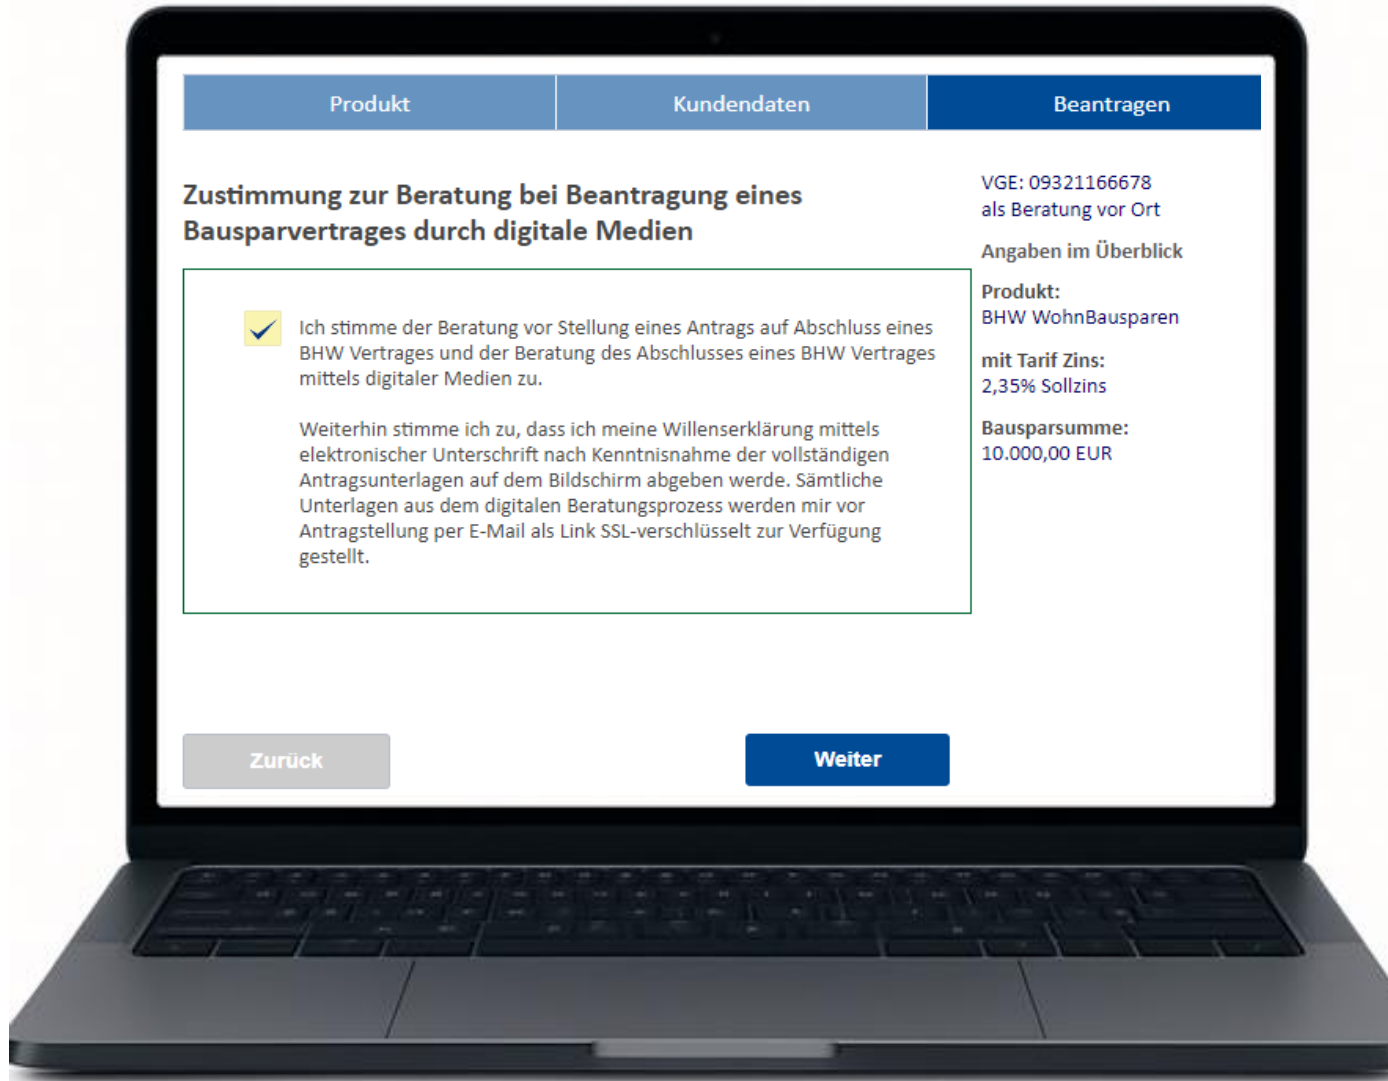 Produkt
Kundendaten
Beantragen
Zustimmung zur Beratung bei Beantragung eines
Bausparvertrages durch digitale Medien
Ich stimme der Beratung vor Stellung eines Antrags auf Abschluss eines
BHW Vertrages und der Beratung des Abschlusses eines BHW Vertrages
mittels digitaler Medien zu.
Weiterhin stimme ich zu, dass ich meine Willenserklärung mittels
elektronischer Unterschrift nach Kenntnisnahme der vollständigen
Antragsunterlagen auf dem Bildschirm abgeben werde. Sämtliche
Unterlagen aus dem digitalen Beratungsprozess werden mir vor
Antragstellung per E-Mail als Link SSL-verschlüsselt zur Verfügung
gestellt.
VGE: 09321166678
als Beratung vor Ort
Angaben im Überblick
Produkt:
BHW WohnBausparen
mit Tarif Zins:
2,35% Sollzins
Bausparsumme:
10.000,00 EUR
Zurück
Weiter